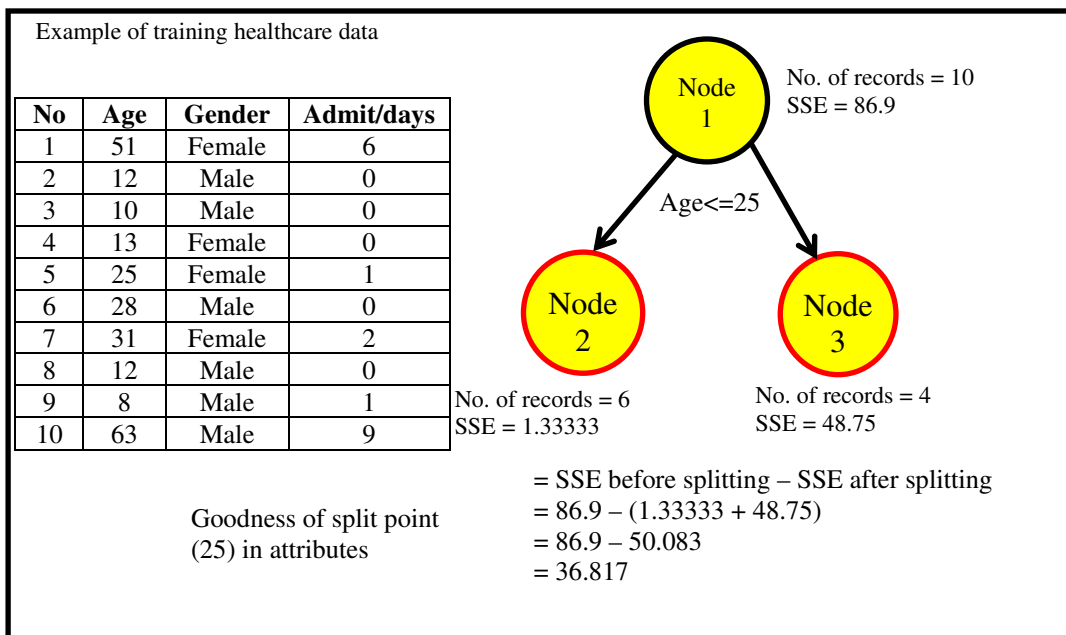 Example of training healthcare data
No Age Gender Admit/days
1 51 Female 6
2 12 Male 0
3 10 Male 0
4 13 Female 0
5 25 Female 1
6 28 Male 0
7 31 Female 2
8 12 Male 0
9 8 Male 1
10 63 Male 9
Node
1
No. of records = 10
SSE = 86.9
Age<=25
Node
2
Node
3
No. of records = 6
SSE = 1.33333
No. of records = 4
SSE = 48.75
Goodness of split point
(25) in attributes
= SSE before splitting – SSE after splitting
= 86.9 – (1.33333 + 48.75)
= 86.9 – 50.083
= 36.817